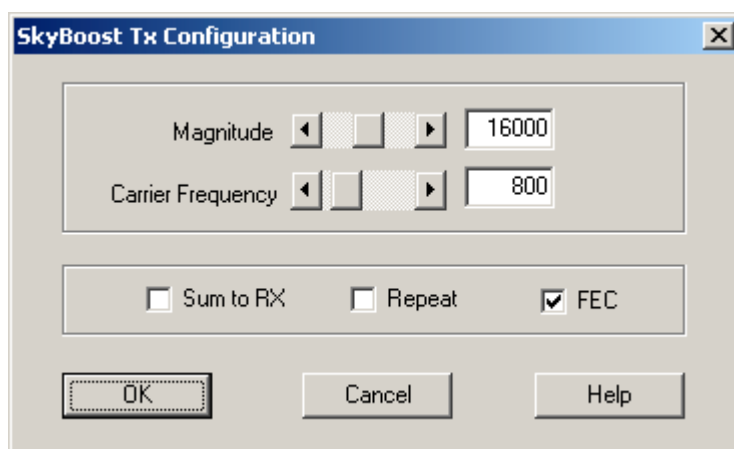 SkyBoost Tx Configuration
Magnitude 16000
Carrier Frequency 800
Sum to RX Repeat FEC
OK Cancel Help